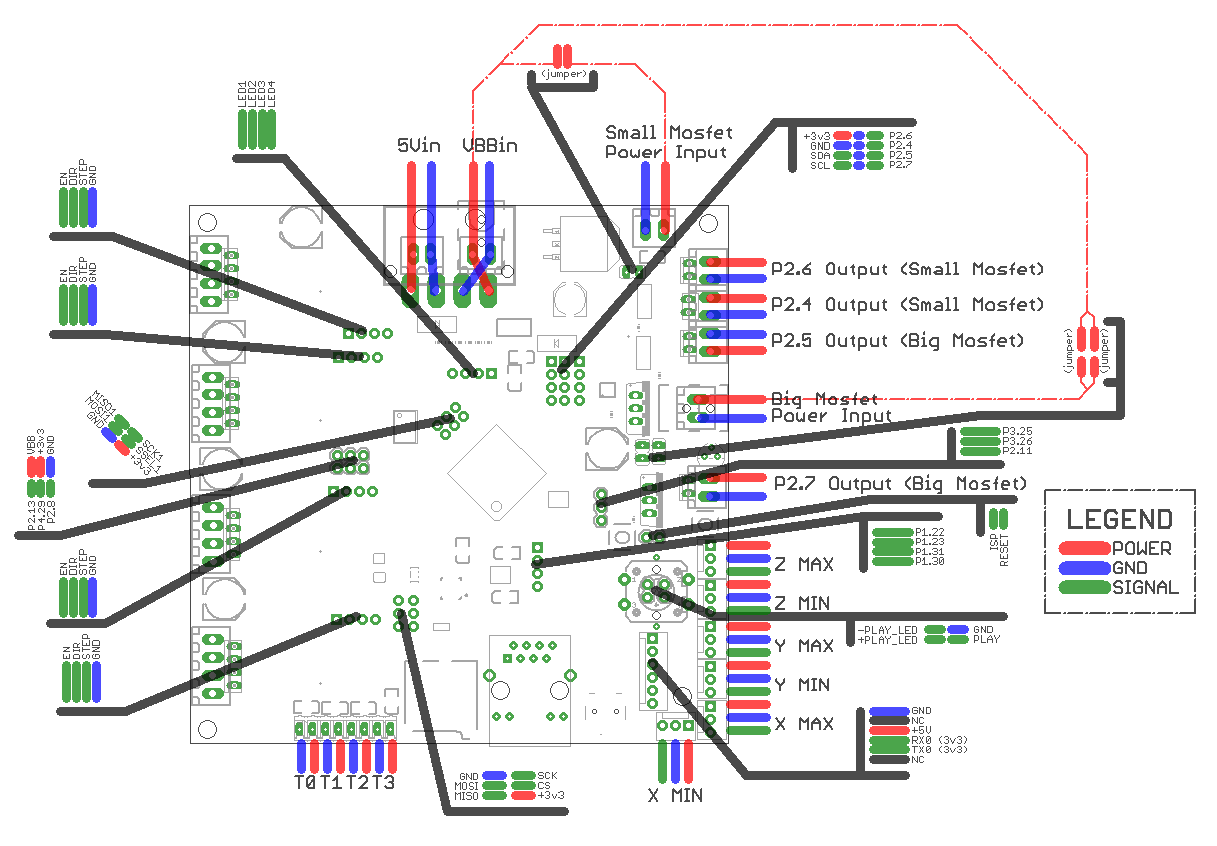 (jumper)
LED1
LED2
LED3
LED4
5Vin
VBBin
Small Mosfet
Power Input
+3v3
P2.6
GND
P2.4
SDA
P2.5
SCL
P2.7
EN
DIR
STEP
GND
EN
DIR
STEP
GND
P2.6 Output (Small Mosfet)
P2.4 Output (Small Mosfet)
P2.5 Output (Big Mosfet)
(jumper)
(jumper)
Big Mosfet
Power Input
MISO1
MOSI1
GND
SCK1
+3v3
VBB
+3v3
GND
P2.13
P4.29
P2.8
P3.25
P3.26
P2.11
P2.7 Output (Big Mosfet)
ISP
RESET
P1.22
P1.23
P1.31
P1.30
LEGEND
POWER
GND
SIGNAL
Z MAX
Z MIN
Y MAX
Y MIN
X MAX
EN
DIR
STEP
GND
EN
DIR
STEP
GND
-PLAY_LED
GND
+PLAY_LED
PLAY
GND
NC
+5V
RX0 (3v3)
TX0 (3v3)
NC
T0 T1 T2 T3
GND
SCK
MOSI
CS
MISO
+3v3
X MIN